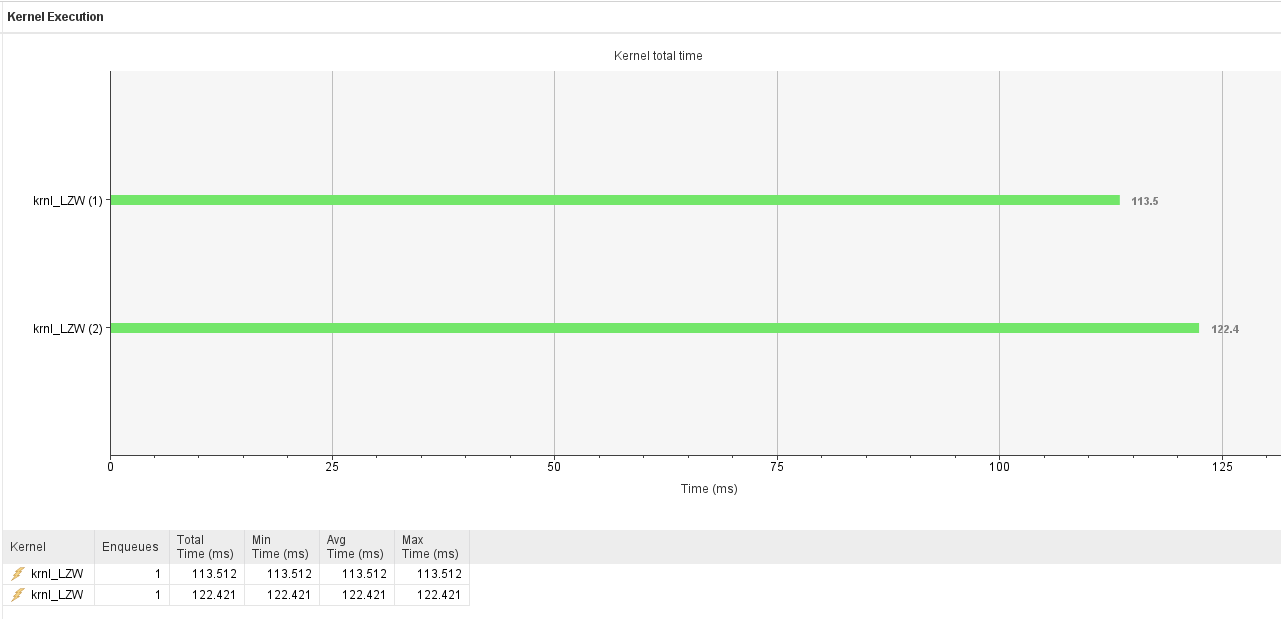 Kernel Execution
Kernel total time
krnl_LZW (1)
113.5
krnl_LZW (2)
122.4
0 25 50 75 100 125
Time (ms)
Kernel Enqueues Total Time (ms) Min Time (ms) Avg Time (ms) Max Time (ms)
krnl_LZW 1 113.512 113.512 113.512 113.512
krnl_LZW 1 122.421 122.421 122.421 122.421